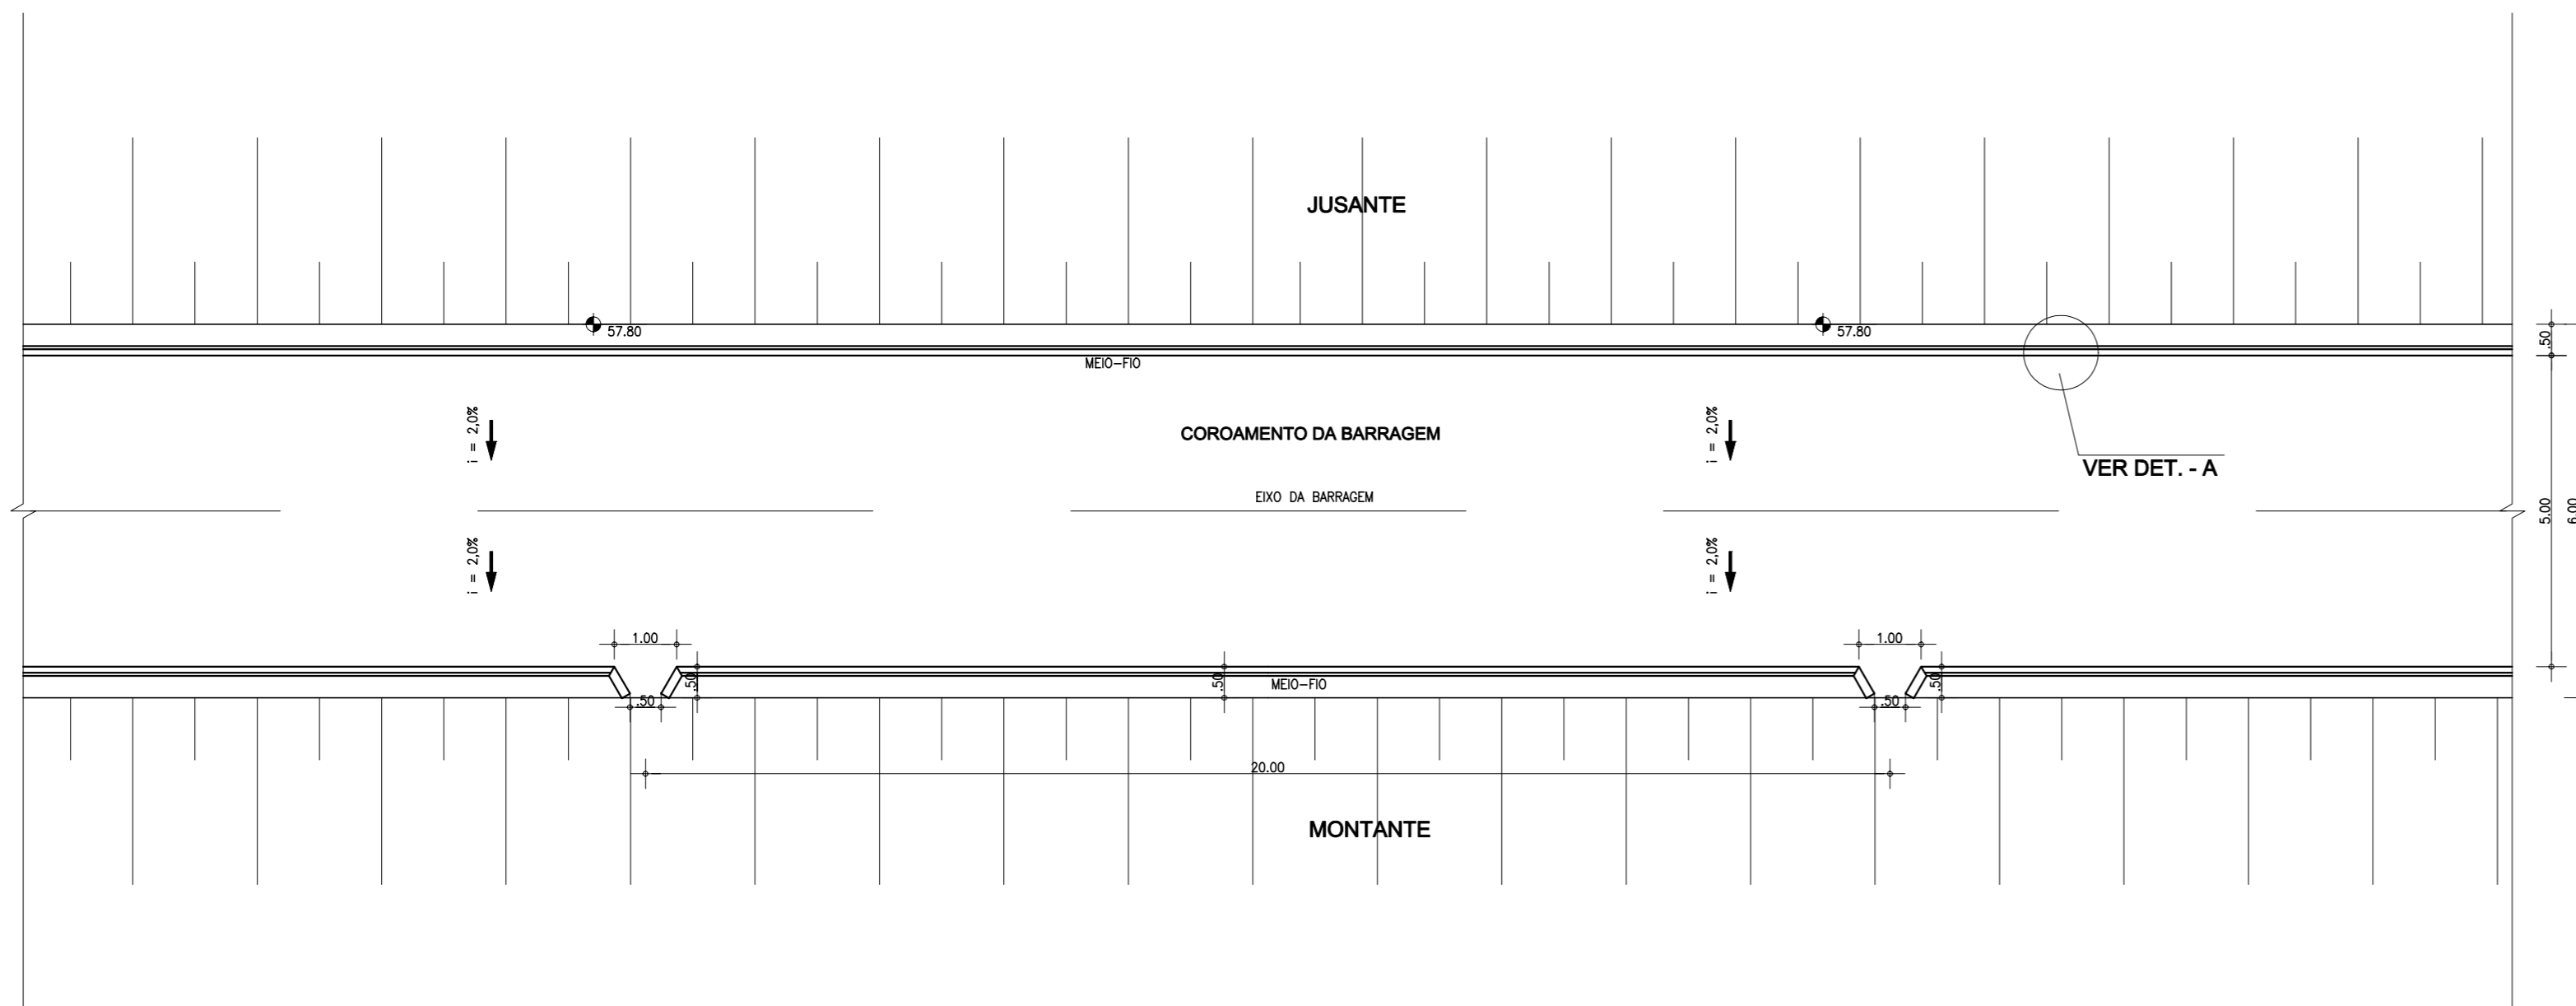 JUSANTE
57.80
57.80
.50
MEIO-FIO
i = 2,0%
i = 2,0%
COROAMENTO DA BARRAGEM
VER DET. - A
EIXO DA BARRAGEM
5.00
6.00
i = 2,0%
i = 2,0%
1.00
1.00
.50
.50
.50
MEIO-FIO
.50
.50
20.00
MONTANTE